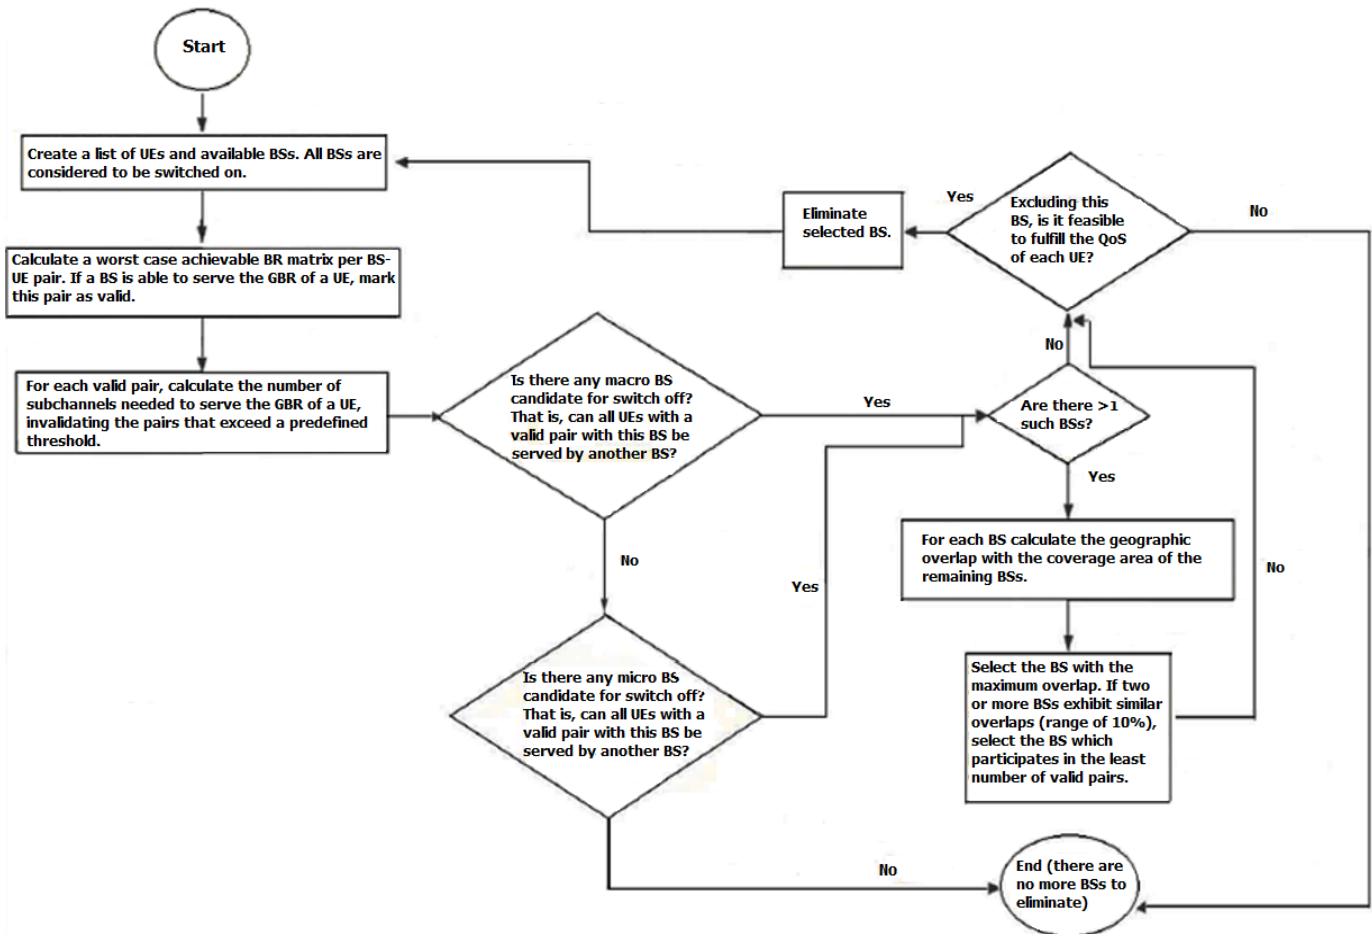 Start
Create a list of UEs and available BSs. All BSs are
considered to be switched on.
Calculate a worst case achievable BR matrix per BS-
UE pair. If a BS is able to serve the GBR of a UE, mark
this pair as valid.
For each valid pair, calculate the number of
subchannels needed to serve the GBR of a UE,
invalidating the pairs that exceed a predefined
threshold.
Is there any macro BS
candidate for switch off?
That is, can all UEs with a
valid pair with this BS be
served by another BS?
Yes
No
Is there any micro BS
candidate for switch off?
That is, can all UEs with a
valid pair with this BS be
served by another BS?
Yes
No
Are there >1
such BSs?
No
Yes
For each BS calculate the geographic
overlap with the coverage area of the
remaining BSs.
Select the BS with the
maximum overlap. If two
or more BSs exhibit similar
overlaps (range of 10%),
select the BS which
participates in the least
number of valid pairs.
No
Excluding this
BS, is it feasible
to fulfill the QoS
of each UE?
Yes
No
Eliminate
selected BS.
End (there are
no more BSs to
eliminate)